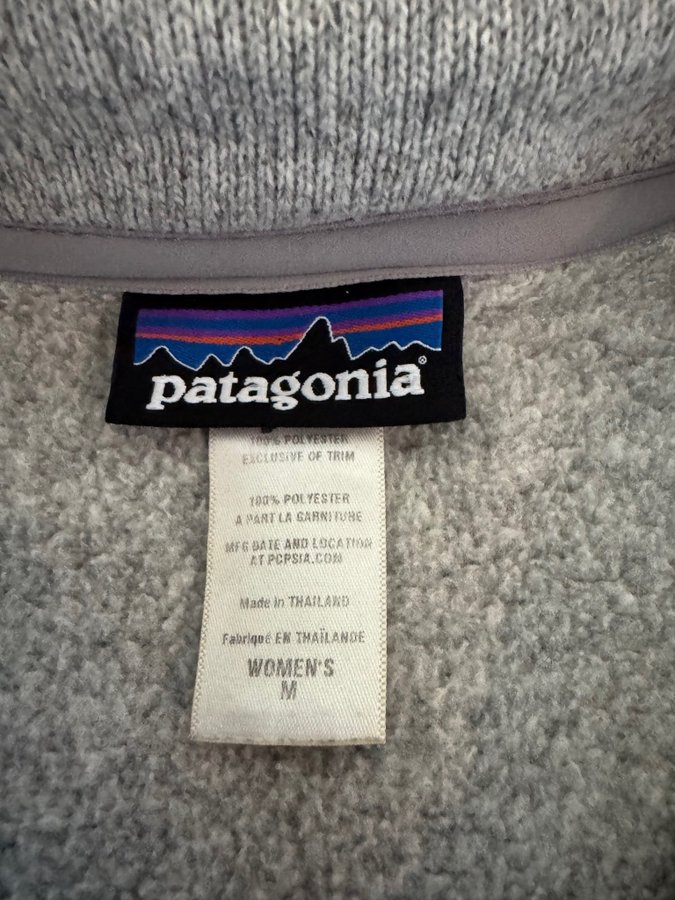 patagonia®
100% POLYESTER
EXCLUSIVE OF TRIM
100% POLYESTER
A PART LA GARNITURE
MFG DATE AND LOCATION
AT PCPSIA.COM
Made in THAILAND
Fabriqué EN THAÏLANDE
WOMEN'S
M